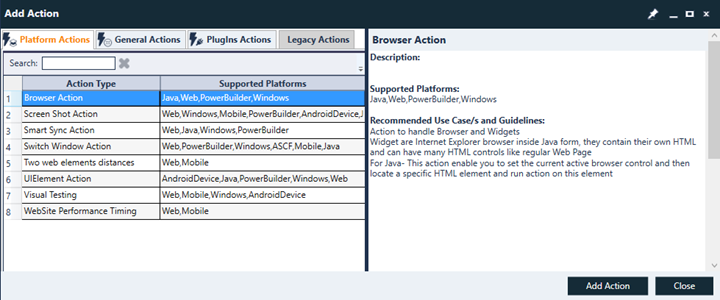 Add Action
Platform Actions General Actions PlugIns Actions Legacy Actions
Search:
Action Type Supported Platforms
1 Browser Action Java,Web,PowerBuilder,Windows
2 Screen Shot Action Web,Windows,Mobile,PowerBuilder,AndroidDevice,J
3 Smart Sync Action Web,Java,Windows,PowerBuilder
4 Switch Window Action Web,PowerBuilder,Windows,ASCF,Mobile,Java
5 Two web elements distances Web,Mobile
6 UIElement Action AndroidDevice,Java,PowerBuilder,Windows,Web
7 Visual Testing Web,Mobile,Windows,AndroidDevice
8 WebSite Performance Timing Web,Mobile
Browser Action
Description:
Supported Platforms:
Java,Web,PowerBuilder,Windows
Recommended Use Case/s and Guidelines:
Action to handle Browser and Widgets
Widget are Internet Explorer browser inside Java form, they contain their own HTML
and can have many HTML controls like regular Web Page
For Java- This action enable you to set the current active browser control and then
locate a specific HTML element and run action on this element
Add Action Close